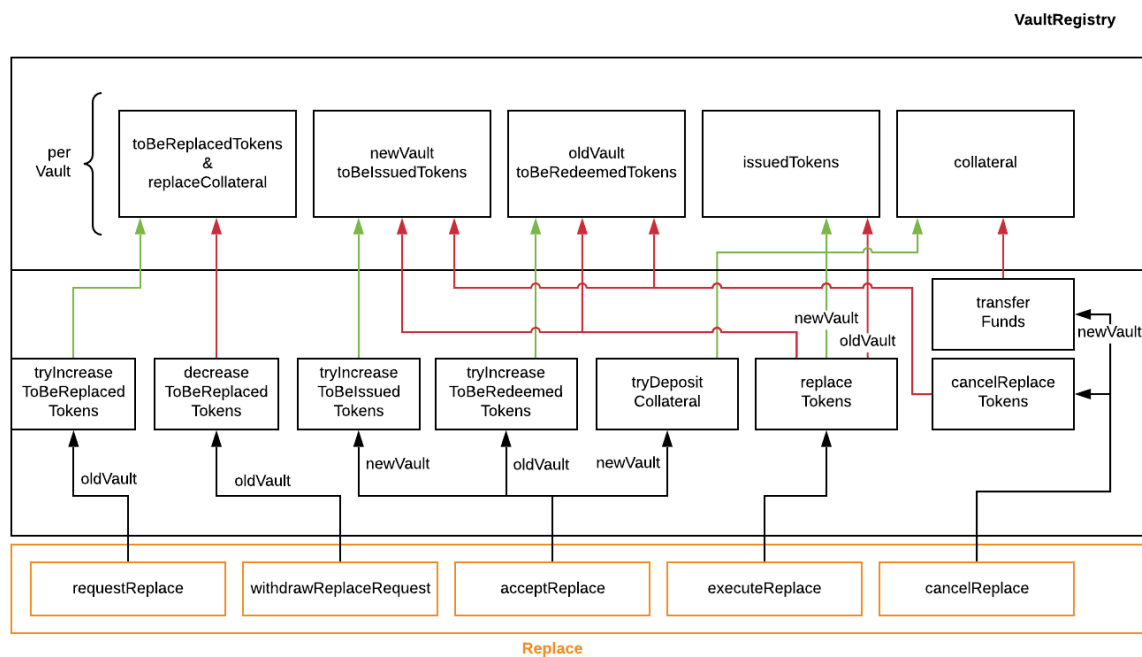 VaultRegistry
per
Vault
toBeReplacedTokens
&
replaceCollateral
newVault
toBeIssuedTokens
oldVault
toBeRedeemedTokens
issuedTokens
collateral
transfer
Funds
newVault
newVault
oldVault
tryIncrease
ToBeReplaced
Tokens
decrease
ToBeReplaced
Tokens
tryIncrease
ToBeIssued
Tokens
tryIncrease
ToBeRedeemed
Tokens
tryDeposit
Collateral
replace
Tokens
cancelReplace
Tokens
oldVault
oldVault
newVault
oldVault
newVault
requestReplace
withdrawReplaceRequest
acceptReplace
executeReplace
cancelReplace
Replace